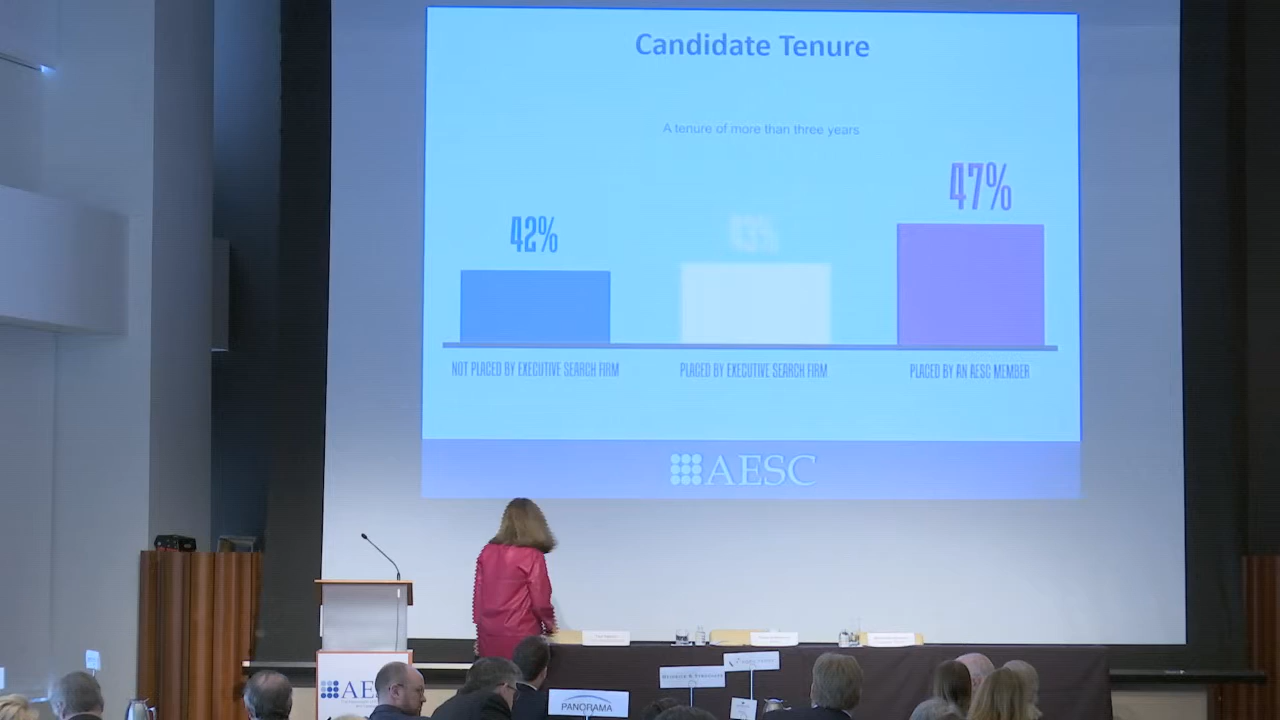 Candidate Tenure
A tenure of more than three years
42%
47%
NOT PLACED BY EXECUTIVE SEARCH FIRM
PLACED BY EXECUTIVE SEARCH FIRM
PLACED BY AN AESC MEMBER
AESC
AES
PANORAMA